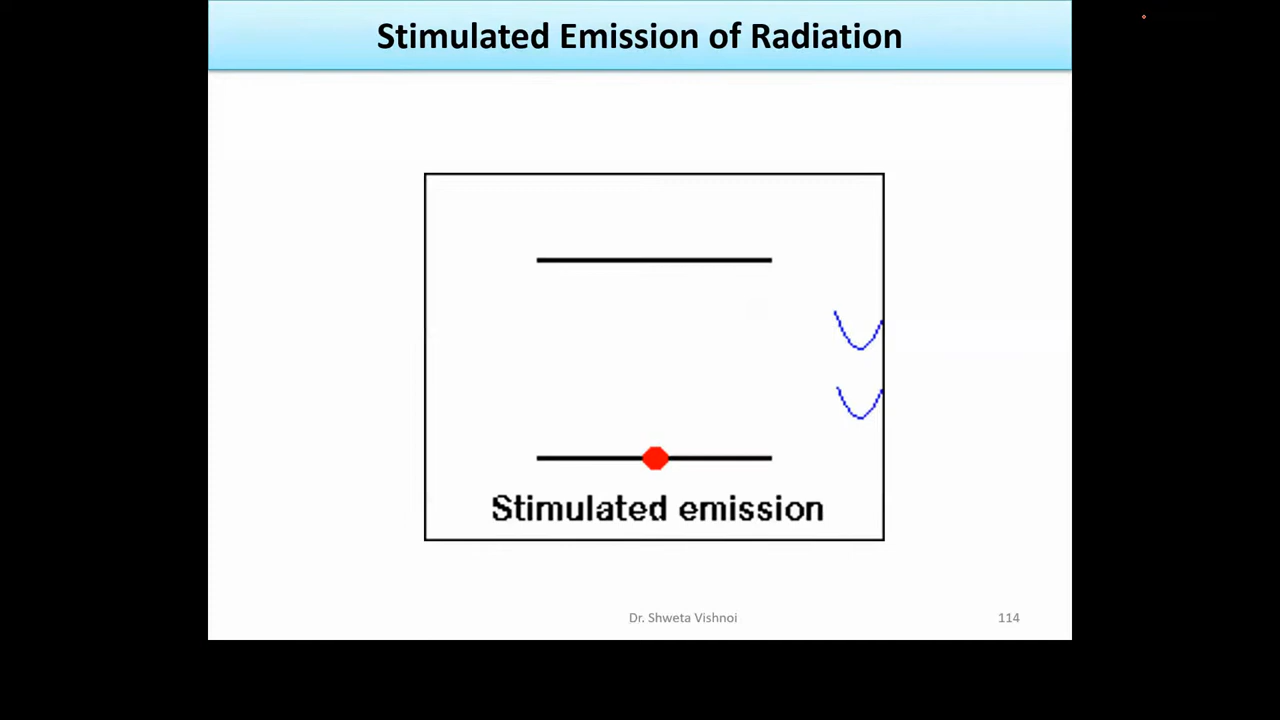 Stimulated Emission of Radiation
Stimulated emission
Dr. Shweta Vishnoi
114